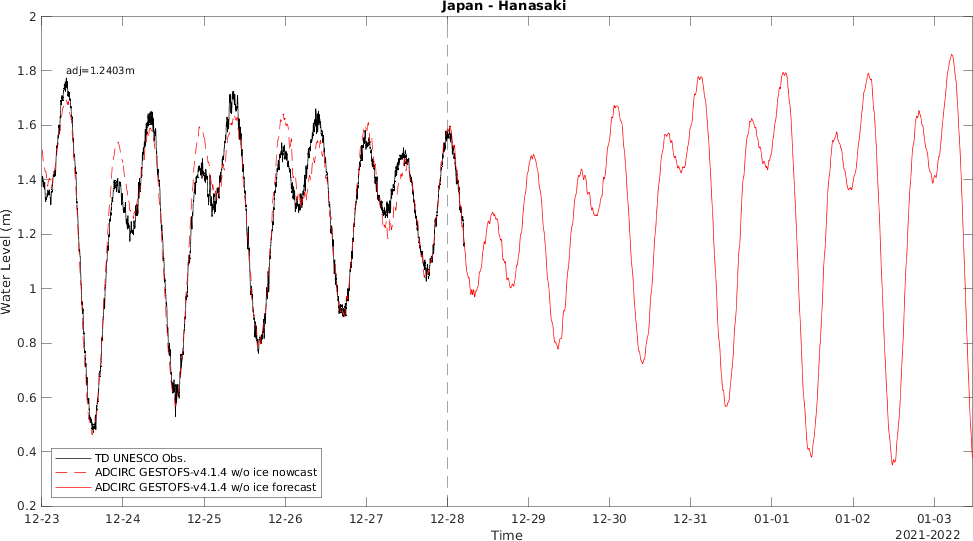 Japan - Hanasaki
adj=1.2403m
2
1.8
1.6
1.4
1.2
1
0.8
0.6
0.4
0.2
Water Level (m)
TD UNESCO Obs.
ADCIRC GESTOFS-v4.1.4 w/o ice nowcast
ADCIRC GESTOFS-v4.1.4 w/o ice forecast
12-23 12-24 12-25 12-26 12-27 12-28 12-29 12-30 12-31 01-01 01-02 01-03
Time
2021-2022